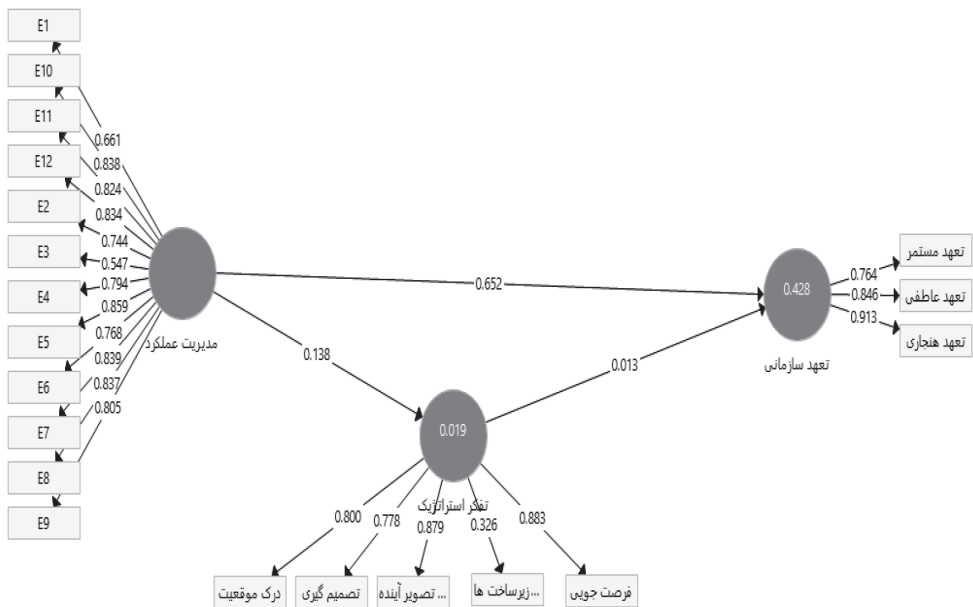 E1
E10
E11
E12
E2
E3
E4
E5
E6
E7
E8
E9
0.661
0.838
0.824
0.834
0.744
0.547
0.794
0.859
0.768
0.839
0.837
0.805
مدیریت عملکرد
0.652
0.138
0.013
0.428
تعهد سازمانی
0.764
0.846
0.913
تعهد مستمر
تعهد عاطفی
تعهد هنجاری
0.019
تفکر استراتژیک
0.800
0.778
0.879
0.326
0.883
درک موقعیت
تصمیم گیری
تصویر آینده ...
زیرساخت ها...
فرصت جویی